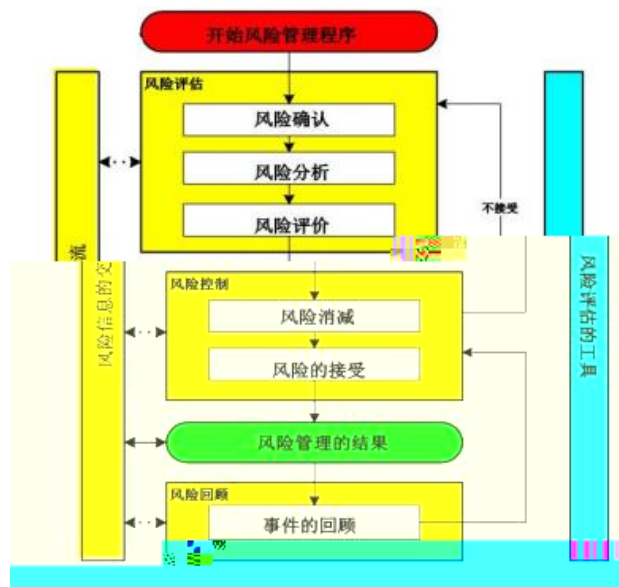 开始风险管理程序
风险评估
风险确认
风险分析
风险评价
不接受
风险信息的交
流
风险评估的工具
风险控制
风险消减
风险的接受
风险管理的结果
风险回顾
事件的回顾